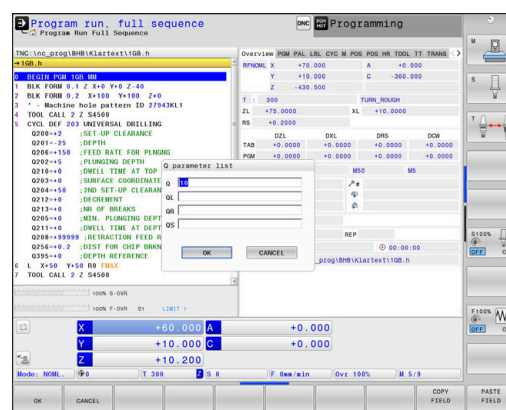 Program run, full sequence
Program Run Full Sequence
DNC
Programming
TNC:\nc_prog\BHB\Klartext\1GB.h
→1GB.h
0 BEGIN PGM 1GB MM
1 BLK FORM 0.1 Z X+0 Y+0 Z-20
2 BLK FORM 0.2 X+100 Y+100 Z+0
3 * - Machine hole pattern ID 27943KL1
4 TOOL CALL 2 Z S4500
5 CYCL DEF 203 UNIVERSAL DRILLING
Q200=+2 ;SET-UP CLEARANCE
Q201=-25 ;DEPTH
Q206=+150 ;FEED RATE FOR PLNGNG
Q202=+5 ;PLUNGING DEPTH
Q210=+0 ;DWELL TIME AT TOP
Q203=+0 ;SURFACE COORDINATE
Q204=+50 ;2ND SET-UP CLEARAN
Q212=+0 ;DECREMENT
Q213=+0 ;NR OF BREAKS
Q205=+0 ;MIN. PLUNGING DEPT
Q211=+0 ;DWELL TIME AT DEPT
Q208=+99999 ;RETRACTION FEED R
Q256=+0.2 ;DIST FOR CHIP BRKN
Q395=+0 ;DEPTH REFERENCE
6 L X+50 Y+50 R0 FMAX
7 TOOL CALL 2 Z S4500
100% S-OVR
100% F-OVR S1 LIMIT 1
Overview PGM PAL LBL CYC M POS POS HR TOOL TT TRANS
RFNOML X +70.000 A +0.000
Y +10.000 C -360.000
Z -430.500
T : 300 TURN_ROUGH
ZL +75.0000 XL +10.0000
RS +0.2000
DZL DXL DRS DCW
TAB +0.0000 +0.0000 +0.0000 +0.0000
PGM +0.0000 +0.0000 +0.0000 +0.0000
M50 M5
REP
00:00:00
_prog\BHB\Klartext\1GB.h
Q parameter list
Q 10
QL
QR
QS
OK CANCEL
X +60.000 A +0.000
Y +10.000 C +0.000
Z +10.200
Mode: NOML. 0 T 300 Z S 0 F 0mm/min Ovr 100% M 5/9
OK CANCEL COPY FIELD PASTE FIELD
M
S
T
S100%
OFF ON
F100%
OFF ON